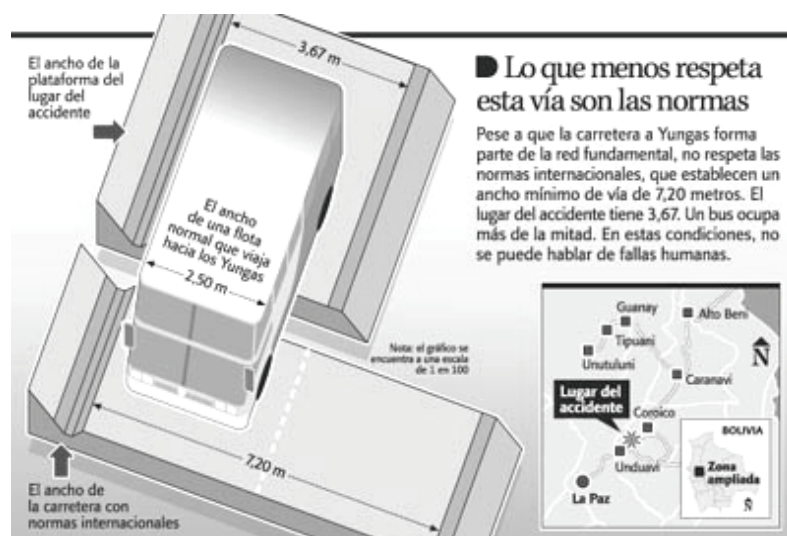 El ancho de la
plataforma del
lugar del
accidente
3,67 m
El ancho
de una flota
normal que viaja
hacia los Yungas
2,50 m
Nota: el gráfico se
encuentra a una escala
de 1 en 100
7,20 m
El ancho de
la carretera con
normas internacionales
Lo que menos respeta
esta vía son las normas
Pese a que la carretera a Yungas forma
parte de la red fundamental, no respeta las
normas internacionales, que establecen un
ancho mínimo de vía de 7,20 metros. El
lugar del accidente tiene 3,67. Un bus ocupa
más de la mitad. En estas condiciones, no
se puede hablar de fallas humanas.
Guanay
Alto Beni
Tipuani
N
Unutuluni
Caranavi
Lugar del
accidente
Coroico
BOLIVIA
Unduavi
Zona
ampliada
La Paz
N